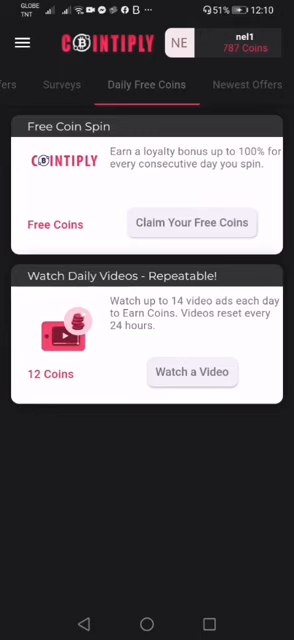 GLOBE
TNT
51%
12:10
COINTIPLY
NE
nel1
787 Coins
fers
Surveys
Daily Free Coins
Newest Offers
Free Coin Spin
COINTIPLY
Earn a loyalty bonus up to 100% for
every consecutive day you spin.
Free Coins
Claim Your Free Coins
Watch Daily Videos - Repeatable!
Watch up to 14 video ads each day
to Earn Coins. Videos reset every
24 hours.
12 Coins
Watch a Video